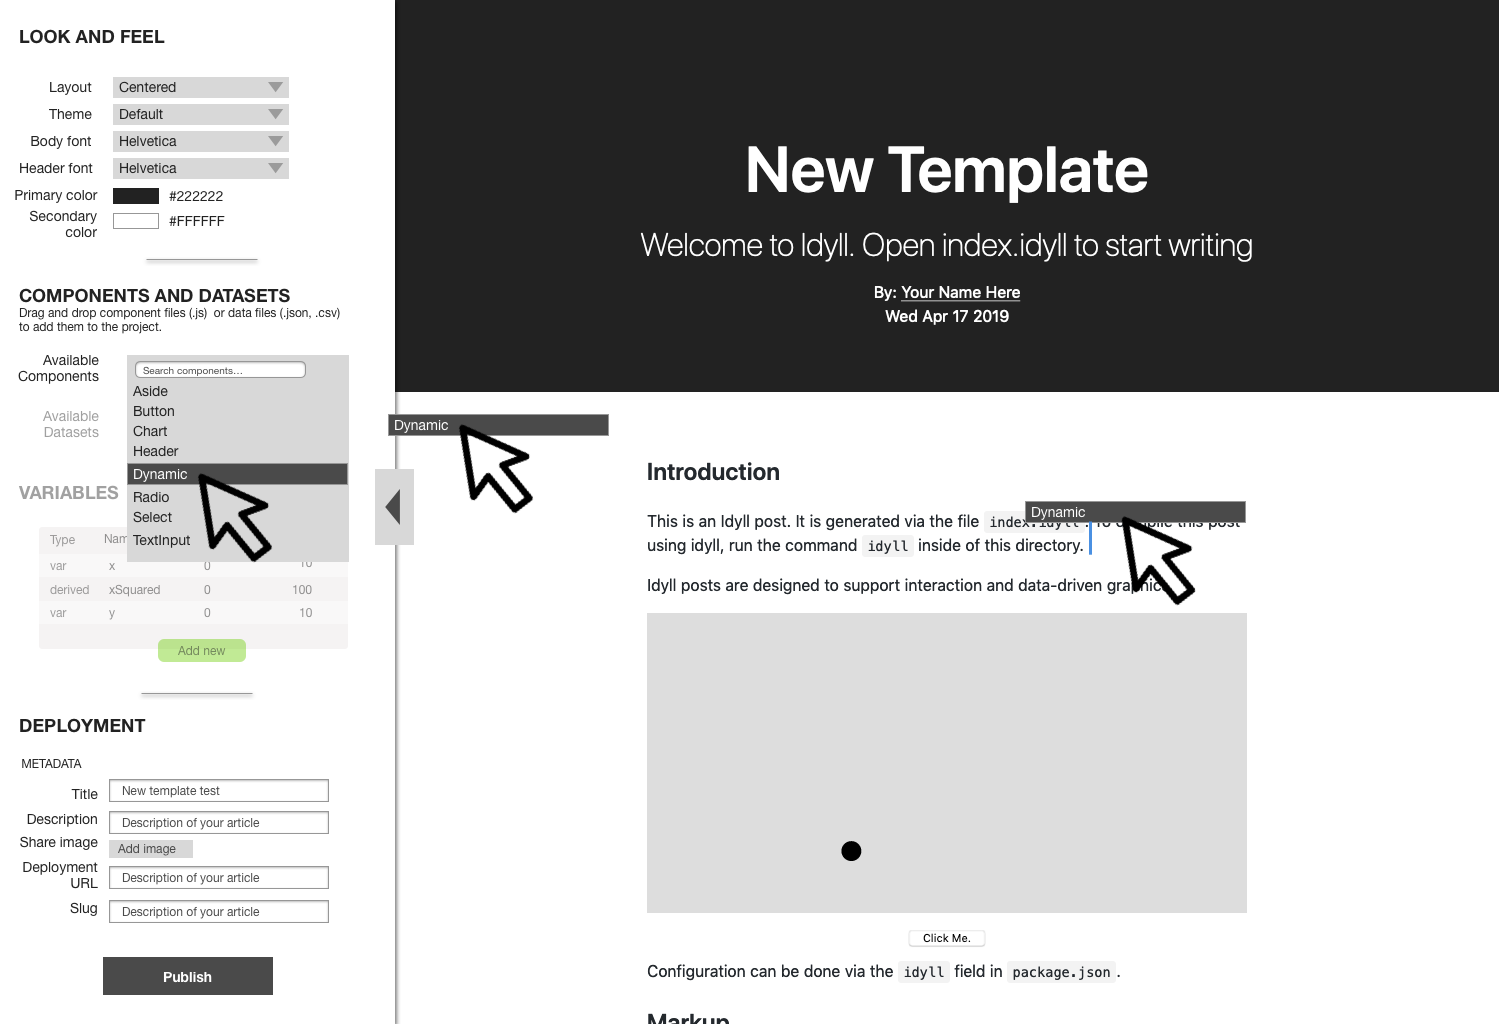 LOOK AND FEEL
Layout Centered
Theme Default
Body font Helvetica
Header font Helvetica
Primary color #222222
Secondary
color #FFFFFF
COMPONENTS AND DATASETS
Drag and drop component files (.js) or data files (.json, .csv)
to add them to the project.
Available
Components
Search components...
Aside
Button
Chart
Header
Dynamic
Radio
Select
TextInput
Available
Datasets
VARIABLES
Type
var x 0 10
derived xSquared 0 100
var y 0 10
Add new
DEPLOYMENT
METADATA
Title New template test
Description Description of your article
Share image Add image
Deployment
URL Description of your article
Slug Description of your article
Publish
New Template
Welcome to Idyll. Open index.idyll to start writing
By: Your Name Here
Wed Apr 17 2019
Dynamic
Introduction
Dynamic
This is an Idyll post. It is generated via the file index.idyll. this post
using idyll, run the command idyll inside of this directory.
Idyll posts are designed to support interaction and data-driven
Click Me.
Configuration can be done via the idyll field in package.json.
Markup